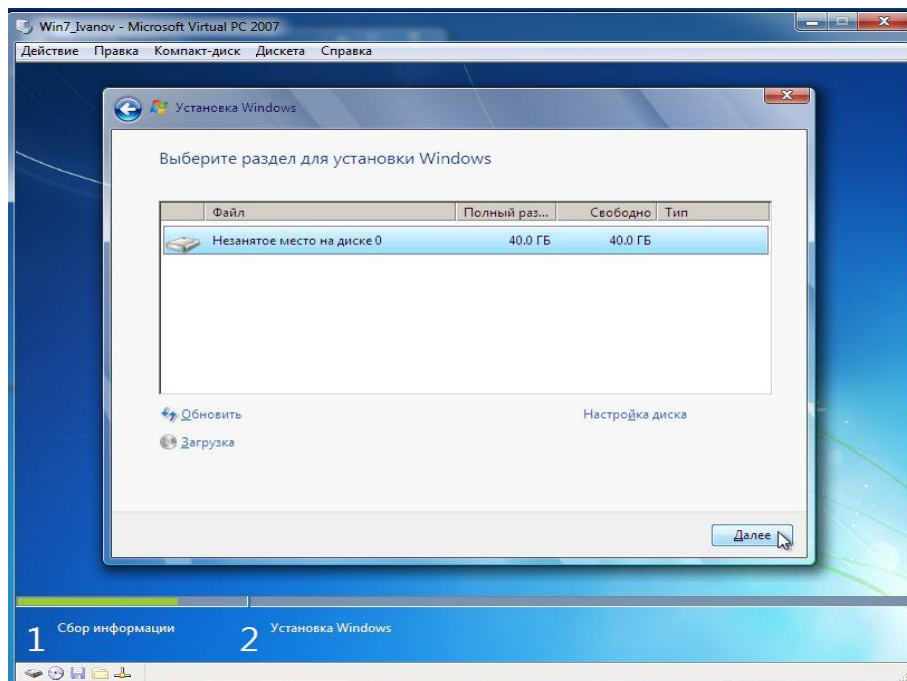 Win7_Ivanov - Microsoft Virtual PC 2007
Действие Правка Компакт-диск Дискета Справка
Установка Windows
Выберите раздел для установки Windows
Файл Полный раз... Свободно Тип
Незанятое место на диске 0 40.0 ГБ 40.0 ГБ
Обновить Настройка диска
Загрузка
Далее
1 Сбор информации 2 Установка Windows